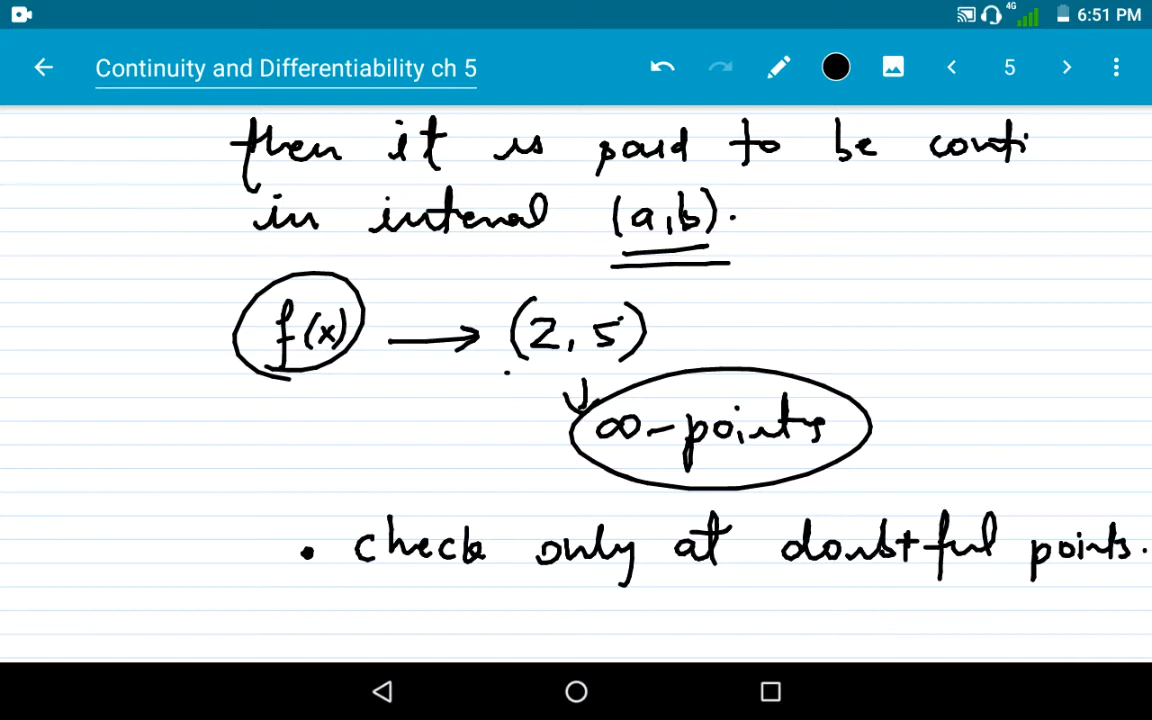 4G 6:51 PM
Continuity and Differentiability ch 5 5
then it is said to be conti
in interval (a,b).
f(x) → (2, 5)
∞-points
• check only at doubtful points.